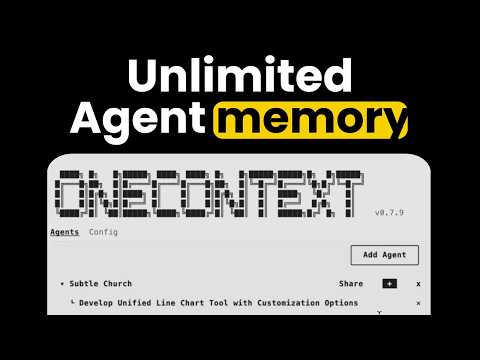 Unlimited
Agent memory
ONECONTEXT
v0.7.9
Agents Config
Add Agent
▾ Subtle Church Share + x
└ Develop Unified Line Chart Tool with Customization Options ×